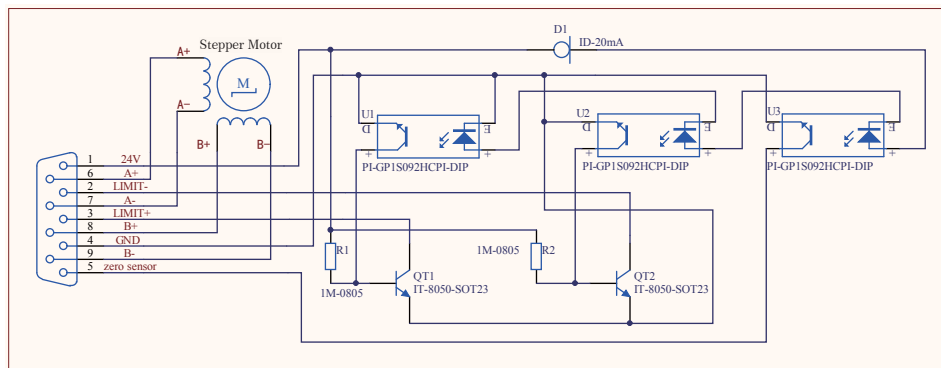 D1
ID-20mA
Stepper Motor
A+
M
A-
B+
B-
U1
D
E
+
+
PI-GP1S092HCPI-DIP
U2
D
E
+
+
PI-GP1S092HCPI-DIP
U3
D
E
+
+
PI-GP1S092HCPI-DIP
1 24V
6 A+
2 LIMIT-
7 A-
3 LIMIT+
8 B+
4 GND
9 B-
5 zero sensor
R1
1M-0805
QT1
IT-8050-SOT23
1M-0805
R2
QT2
IT-8050-SOT23